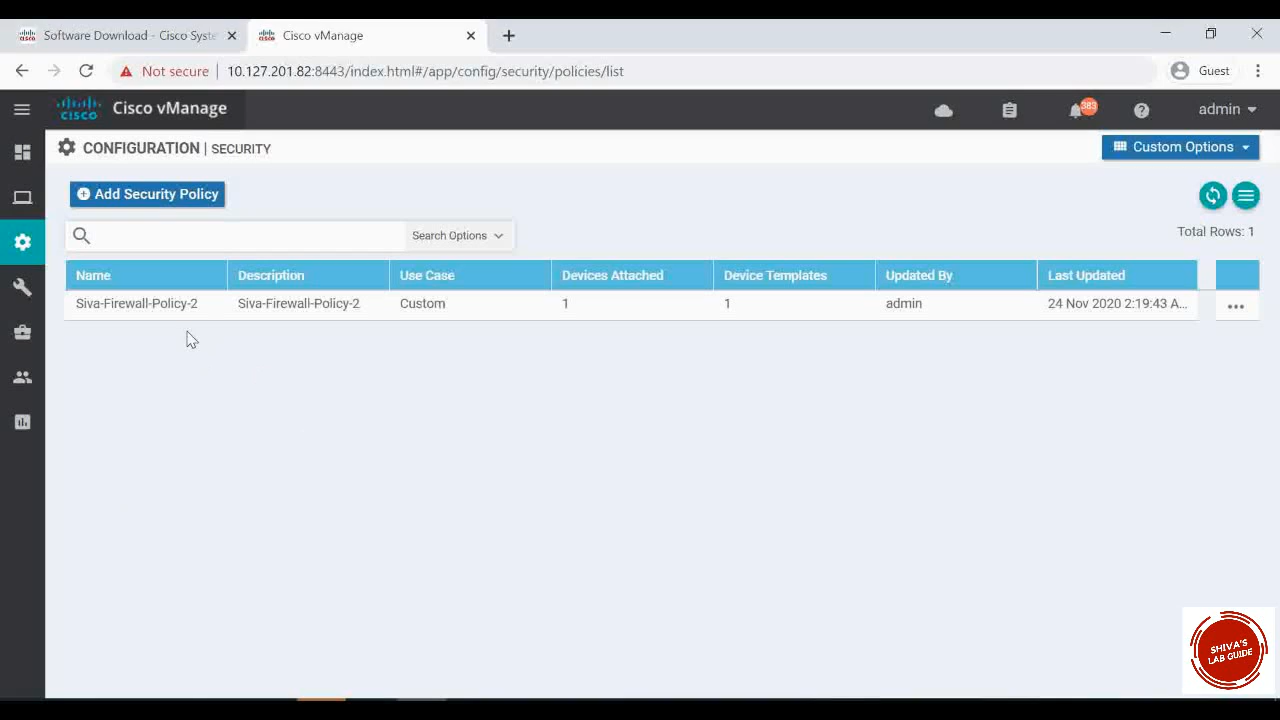 Software Download - Cisco Syste
Cisco vManage
Not secure
10.127.201.82:8443/index.html#/app/config/security/policies/list
Guest
CISCO
Cisco vManage
383
admin
CONFIGURATION | SECURITY
Custom Options
Add Security Policy
Search Options
Total Rows: 1
Name Description Use Case Devices Attached Device Templates Updated By Last Updated
Siva-Firewall-Policy-2 Siva-Firewall-Policy-2 Custom 1 1 admin 24 Nov 2020 2:19:43 A...
SHIVA'S
LAB GUIDE